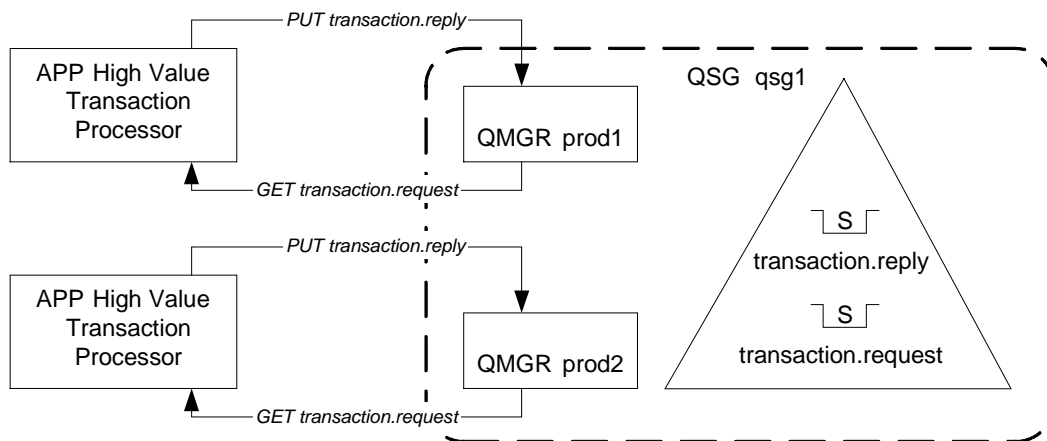 PUT transaction.reply
APP High Value
Transaction
Processor
QSG qsg1
QMGR prod1
GET transaction.request
PUT transaction.reply
APP High Value
Transaction
Processor
QMGR prod2
GET transaction.request
S
transaction.reply
S
transaction.request